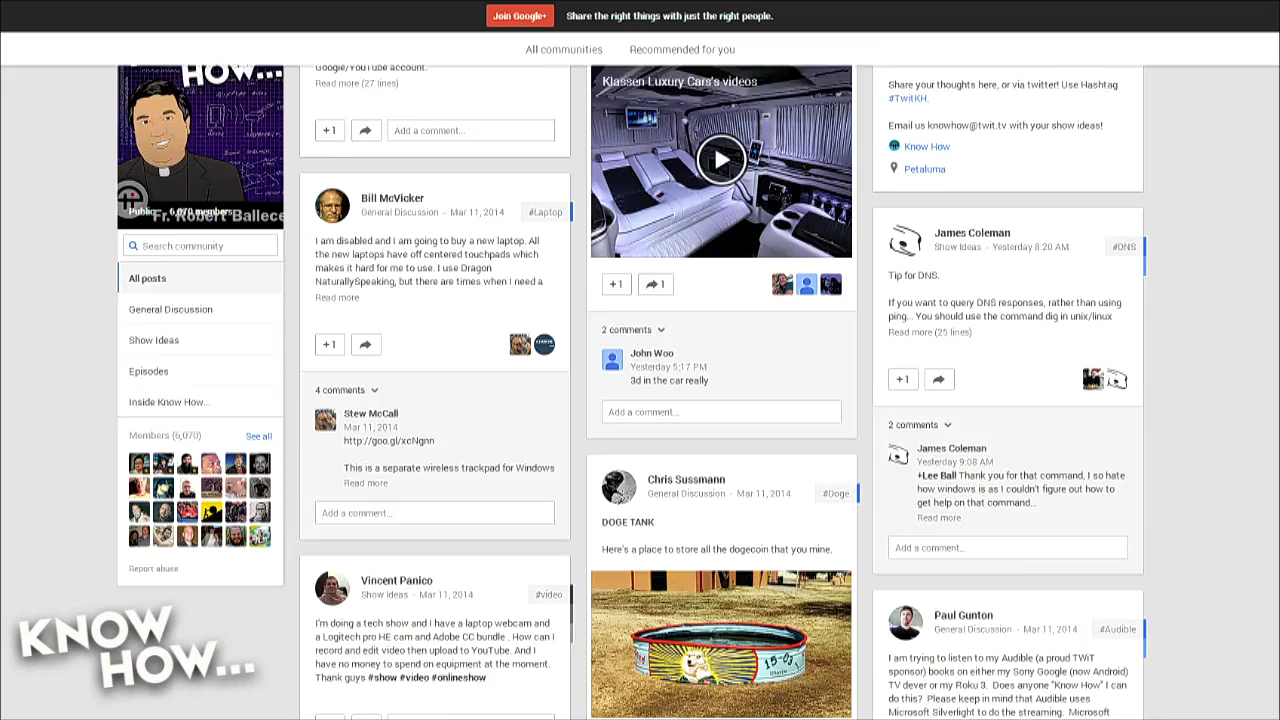 Join Google+
Share the right things with just the right people.
All communities
Recommended for you
HOW...
Public - 6,070 members
Fr. Robert Ballece
Search community
All posts
General Discussion
Show Ideas
Episodes
Inside Know How...
Members (6,070)
See all
Report abuse
KNOW
HOW...
Google/YouTube account.
Read more (27 lines)
+1
Add a comment...
Bill McVicker
General Discussion - Mar 11, 2014
#Laptop
I am disabled and I am going to buy a new laptop. All
the new laptops have off centered touchpads which
makes it hard for me to use. I use Dragon
NaturallySpeaking, but there are times when I need a
Read more
+1
4 comments
Stew McCall
Mar 11, 2014
http://goo.gl/xcNgnn
This is a separate wireless trackpad for Windows
Read more
Add a comment...
Vincent Panico
Show Ideas - Mar 11, 2014
#video
I'm doing a tech show and I have a laptop webcam and
a Logitech pro HE cam and Adobe CC bundle . How can I
record and edit video then upload to YouTube. And I
have no money to spend on equipment at the moment.
Thank guys #show #video #onlineshow
Klassen Luxury Cars's videos
+1
1
2 comments
John Woo
Yesterday 5:17 PM
3d in the car really
Add a comment...
Chris Sussmann
General Discussion - Mar 11, 2014
#Doge
DOGE TANK
Here's a place to store all the dogecoin that you mine.
15-03
Share your thoughts here, or via twitter! Use Hashtag
#TwitKH.
Email us knowhow@twit.tv with your show ideas!
Know How
Petaluma
James Coleman
Show Ideas - Yesterday 8:20 AM
#DNS
Tip for DNS.
If you want to query DNS responses, rather than using
ping... You should use the command dig in unix/linux
Read more (25 lines)
+1
2 comments
James Coleman
Yesterday 9:08 AM
+Lee Ball Thank you for that command, I so hate
how windows is as I couldn't figure out how to
get help on that command...
Read more
Add a comment...
Paul Gunton
General Discussion - Mar 11, 2014
#Audible
I am trying to listen to my Audible (a proud TWiT
sponsor) books on either my Sony Google (now Android)
TV dever or my Roku 3. Does anyone "Know How" I can
do this? Please keep in mind that Audible uses
Microsoft Silverlight to do the streaming. Microsoft